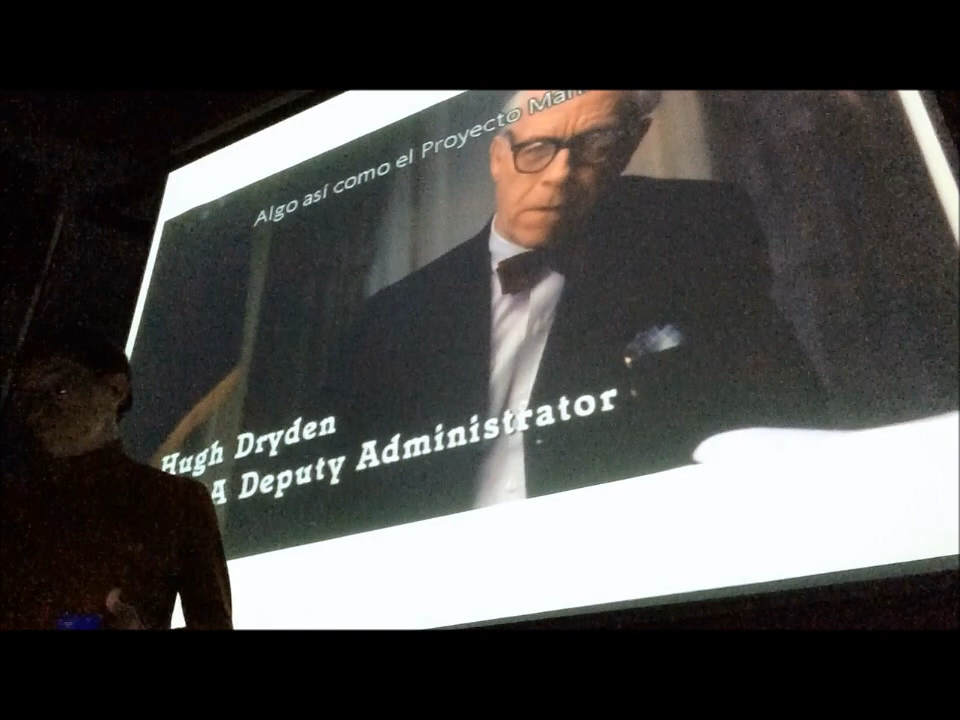 Algo así como el Proyecto
Hugh Dryden
A Deputy Administrator